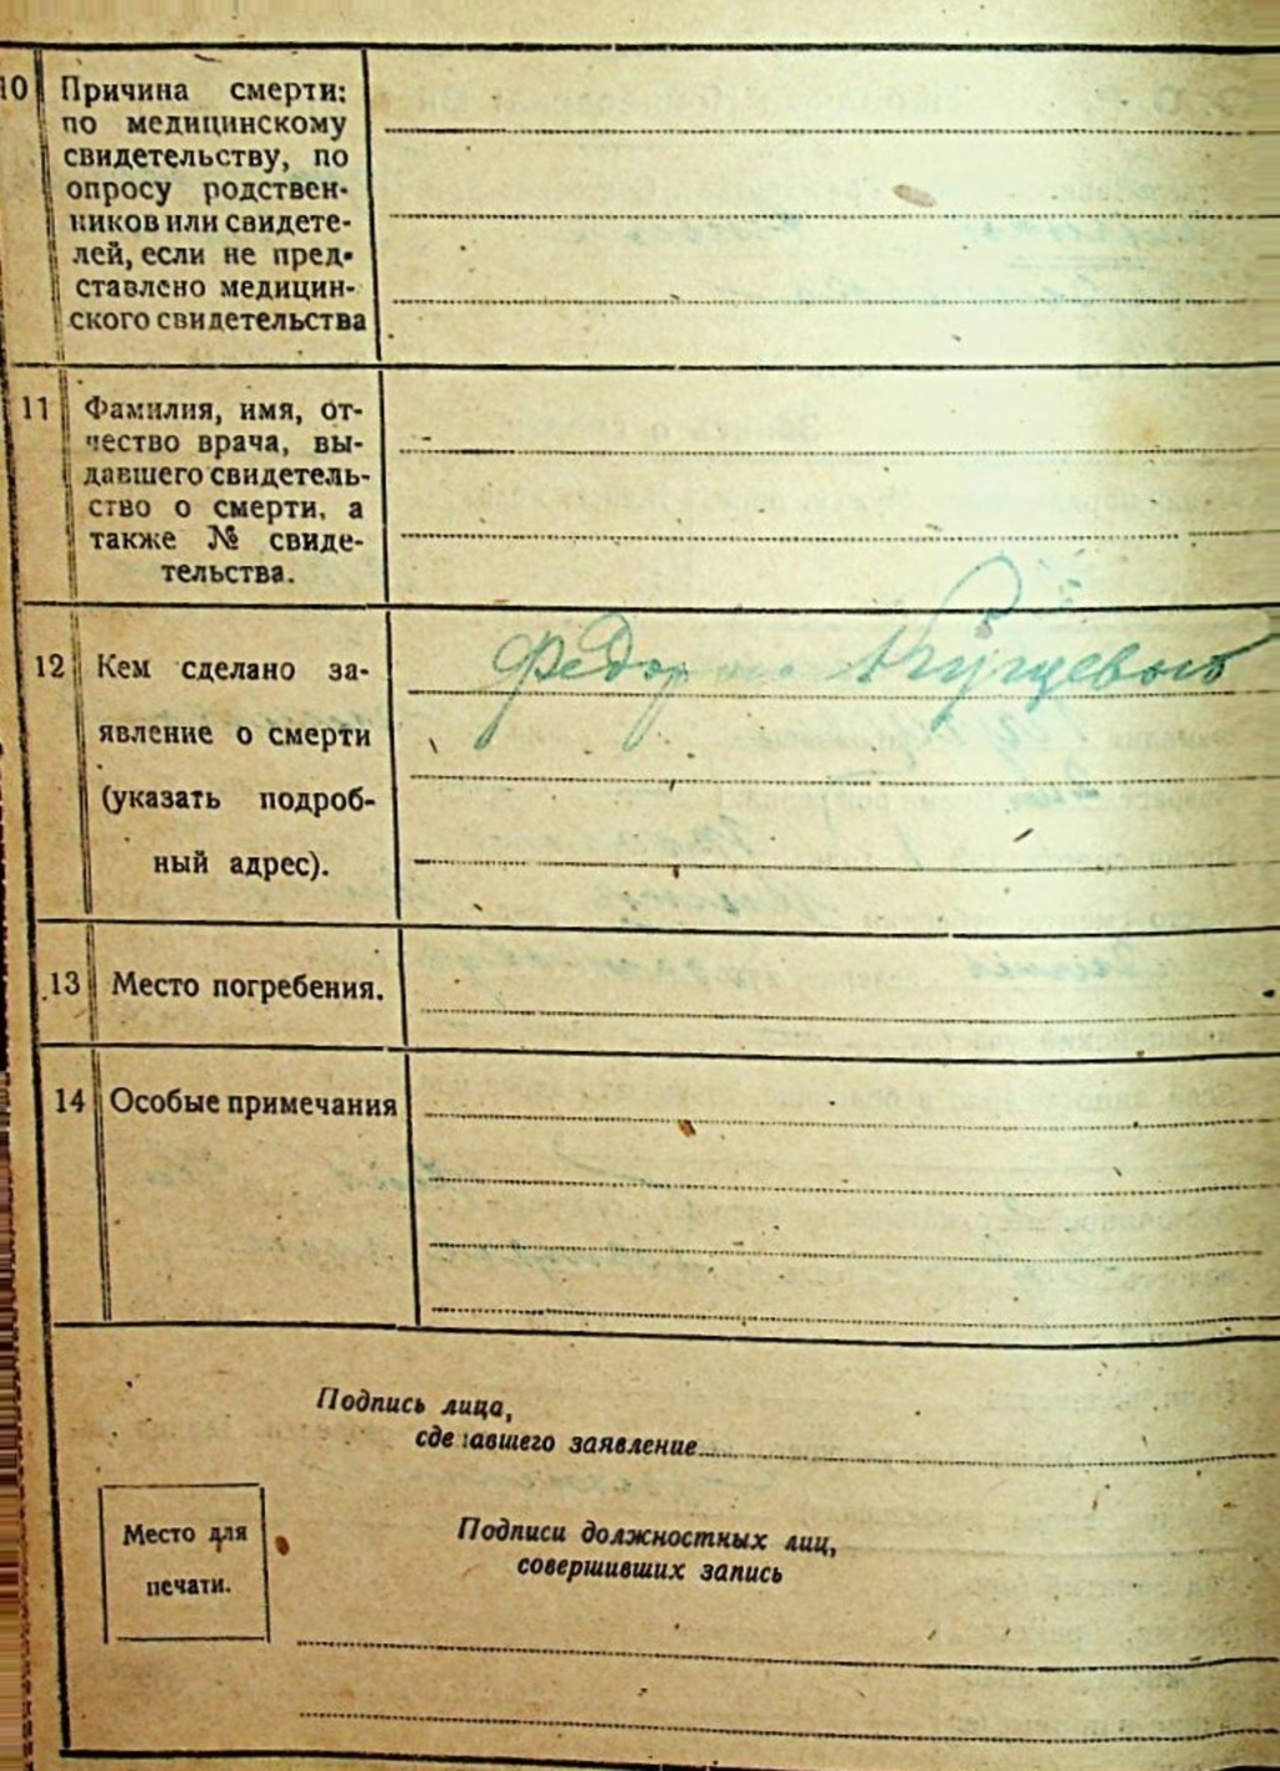 10 Причина смерти:
по медицинскому
свидетельству, по
опросу родствен-
ников или свидете-
лей, если не пред-
ставлено медицин-
ского свидетельства
11 Фамилия, имя, от-
чество врача, вы-
давшего свидетель-
ство о смерти, а
также № свиде-
тельства.
12 Кем сделано за-
явление о смерти
(указать подроб-
ный адрес).
13 Место погребения.
14 Особые примечания
Подпись лица,
сделавшего заявление
Место для
печати.
Подписи должностных лиц,
совершивших запись